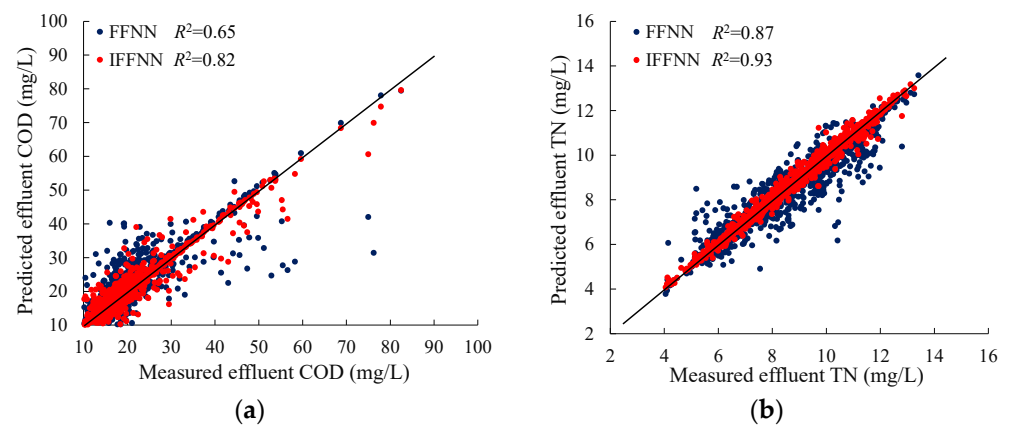 FFNN R²=0.65
IFFNN R²=0.82
Predicted effluent COD (mg/L)
100
90
80
70
60
50
40
30
20
10
10 20 30 40 50 60 70 80 90 100
Measured effluent COD (mg/L)
(a)
FFNN R²=0.87
IFFNN R²=0.93
Predicted effluent TN (mg/L)
16
14
12
10
8
6
4
2
2 4 6 8 10 12 14 16
Measured effluent TN (mg/L)
(b)